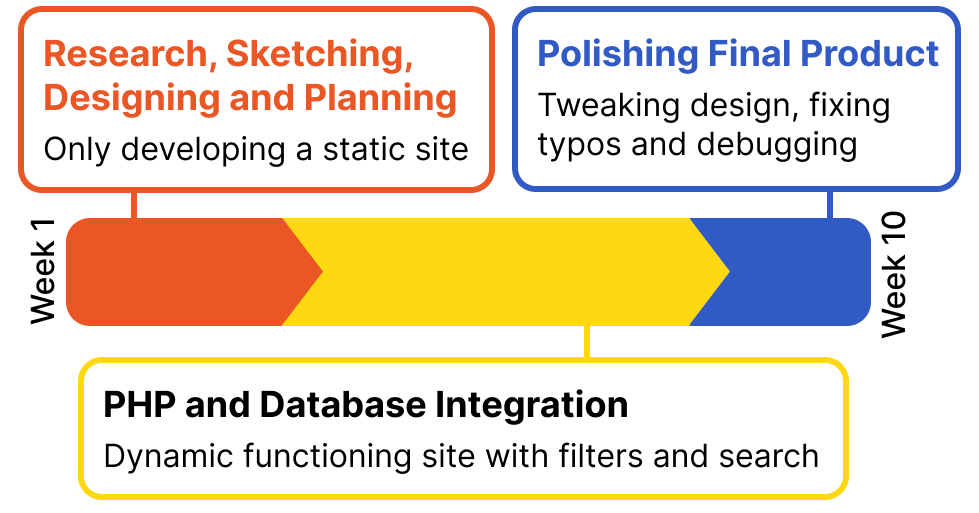 Research, Sketching,
Designing and Planning
Only developing a static site
Polishing Final Product
Tweaking design, fixing
typos and debugging
Week 1
Week 10
PHP and Database Integration
Dynamic functioning site with filters and search